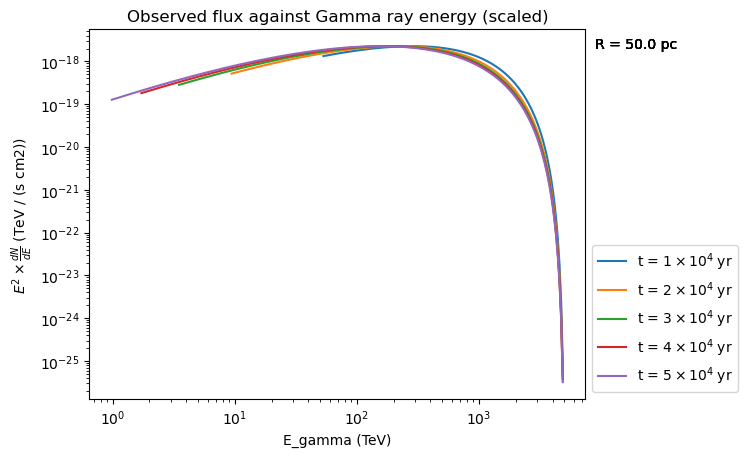 Observed flux against Gamma ray energy (scaled)
R = 50.0 pc
10^{-18}
10^{-19}
10^{-20}
10^{-21}
10^{-22}
10^{-23}
10^{-24}
10^{-25}
E^2 × \frac{dN}{dE} (TeV / (s cm2))
t = 1 × 10^4 yr
t = 2 × 10^4 yr
t = 3 × 10^4 yr
t = 4 × 10^4 yr
t = 5 × 10^4 yr
10^0 10^1 10^2 10^3
E_gamma (TeV)